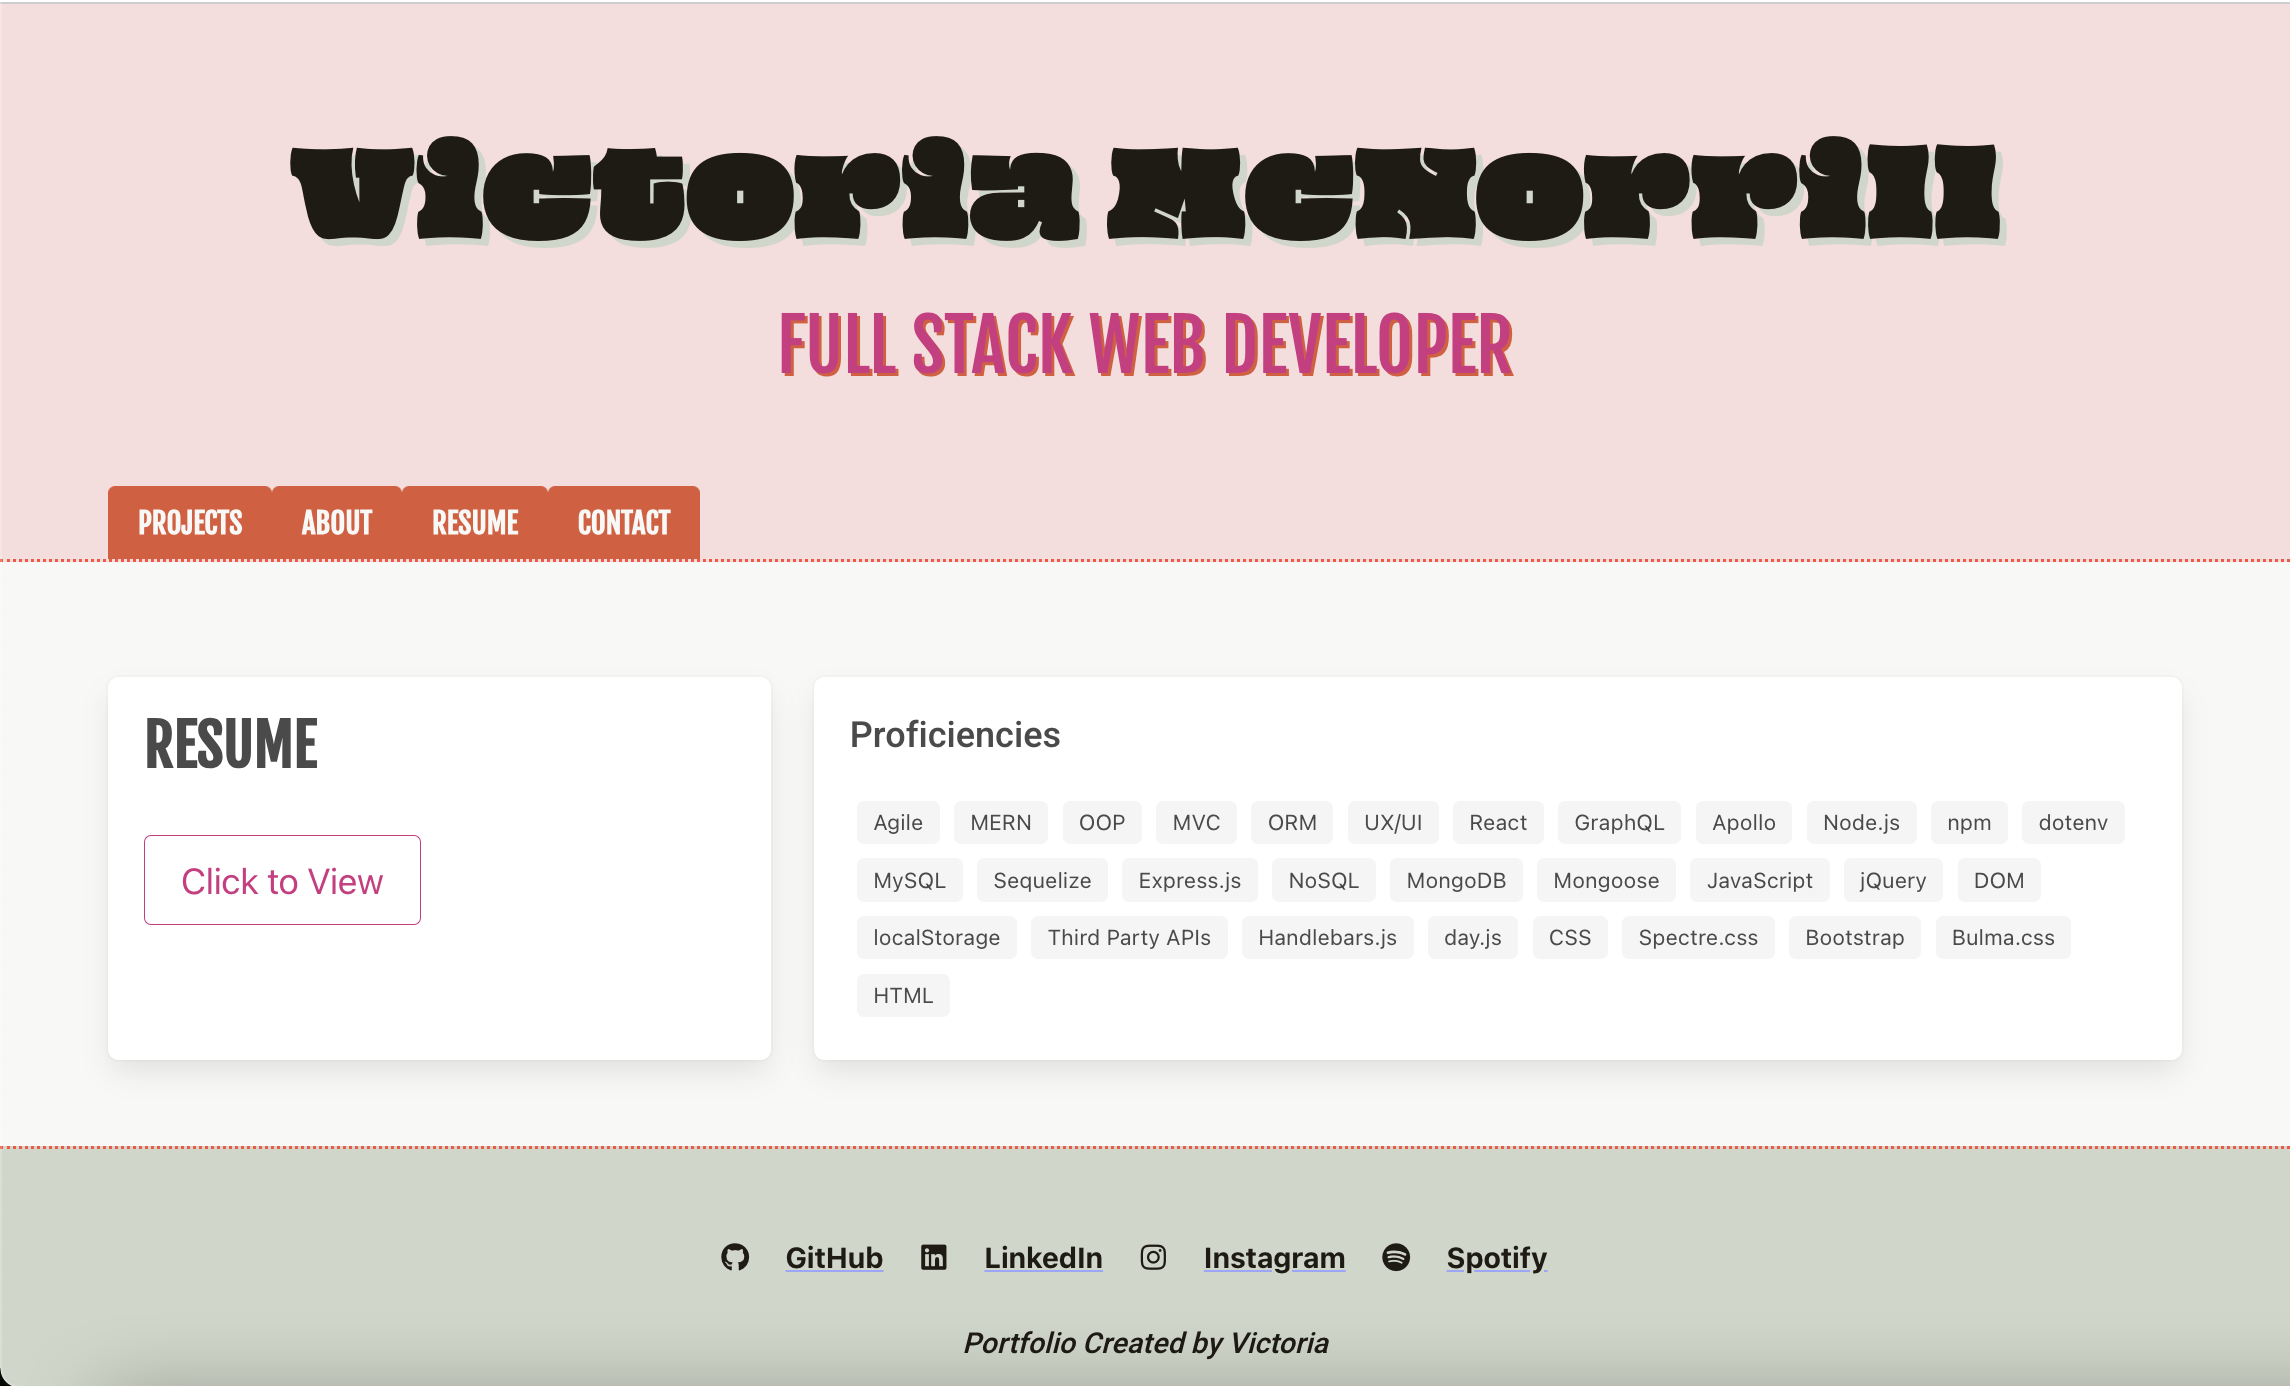 Victoria McNorrill
FULL STACK WEB DEVELOPER
PROJECTS ABOUT RESUME CONTACT
RESUME
Click to View
Proficiencies
Agile MERN OOP MVC ORM UX/UI React GraphQL Apollo Node.js npm dotenv
MySQL Sequelize Express.js NoSQL MongoDB Mongoose JavaScript jQuery DOM
localStorage Third Party APIs Handlebars.js day.js CSS Spectre.css Bootstrap Bulma.css
HTML
GitHub LinkedIn Instagram Spotify
Portfolio Created by Victoria